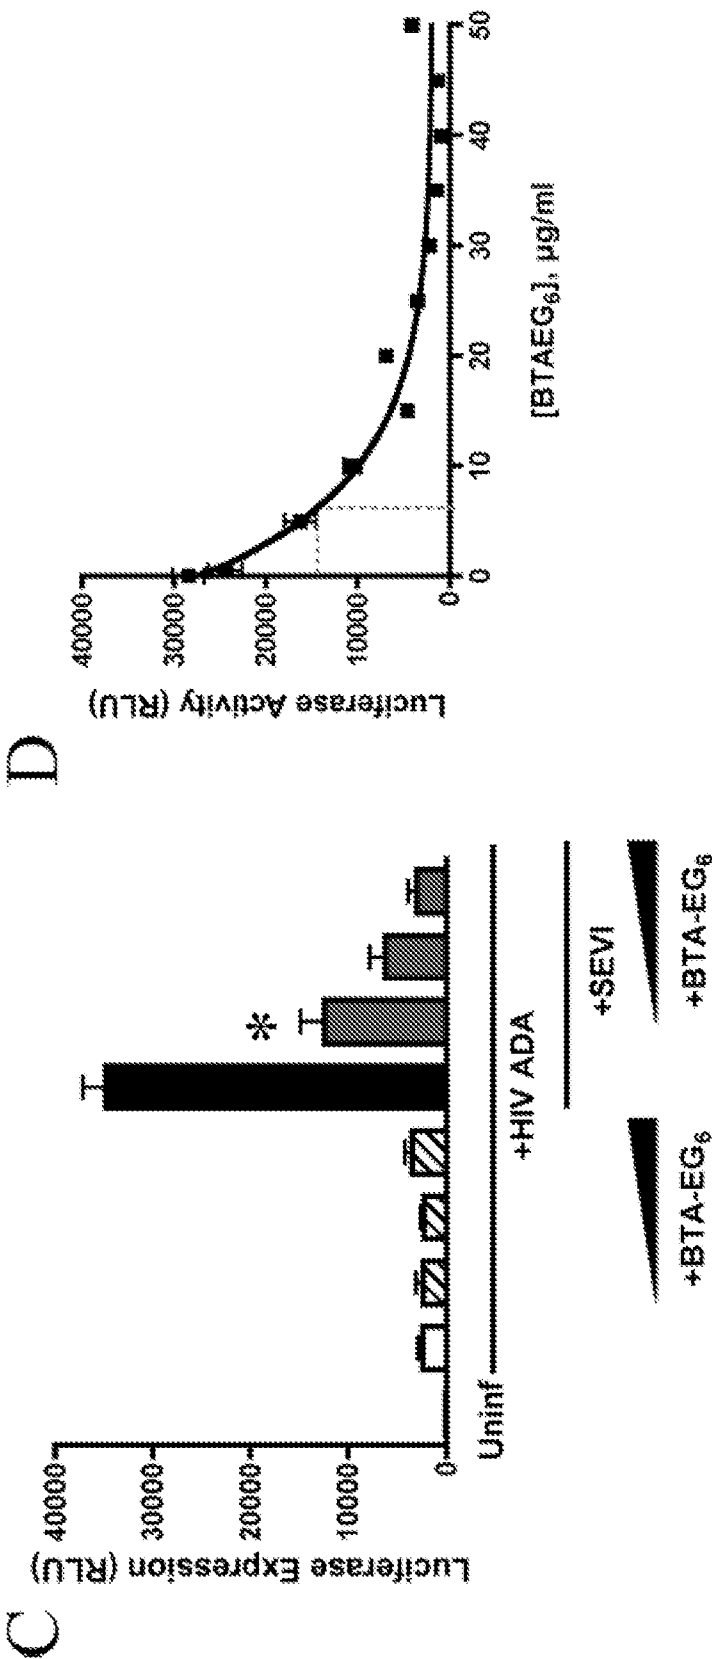 C
Luciferase Expression (RLU)
40000
30000
20000
10000
0
*
Uninf
+HIV ADA
+SEVI
+BTA-EG6
+BTA-EG6
D
Luciferase Activity (RLU)
40000
30000
20000
10000
0
0 10 20 30 40 50
[BTAEG6], µg/ml